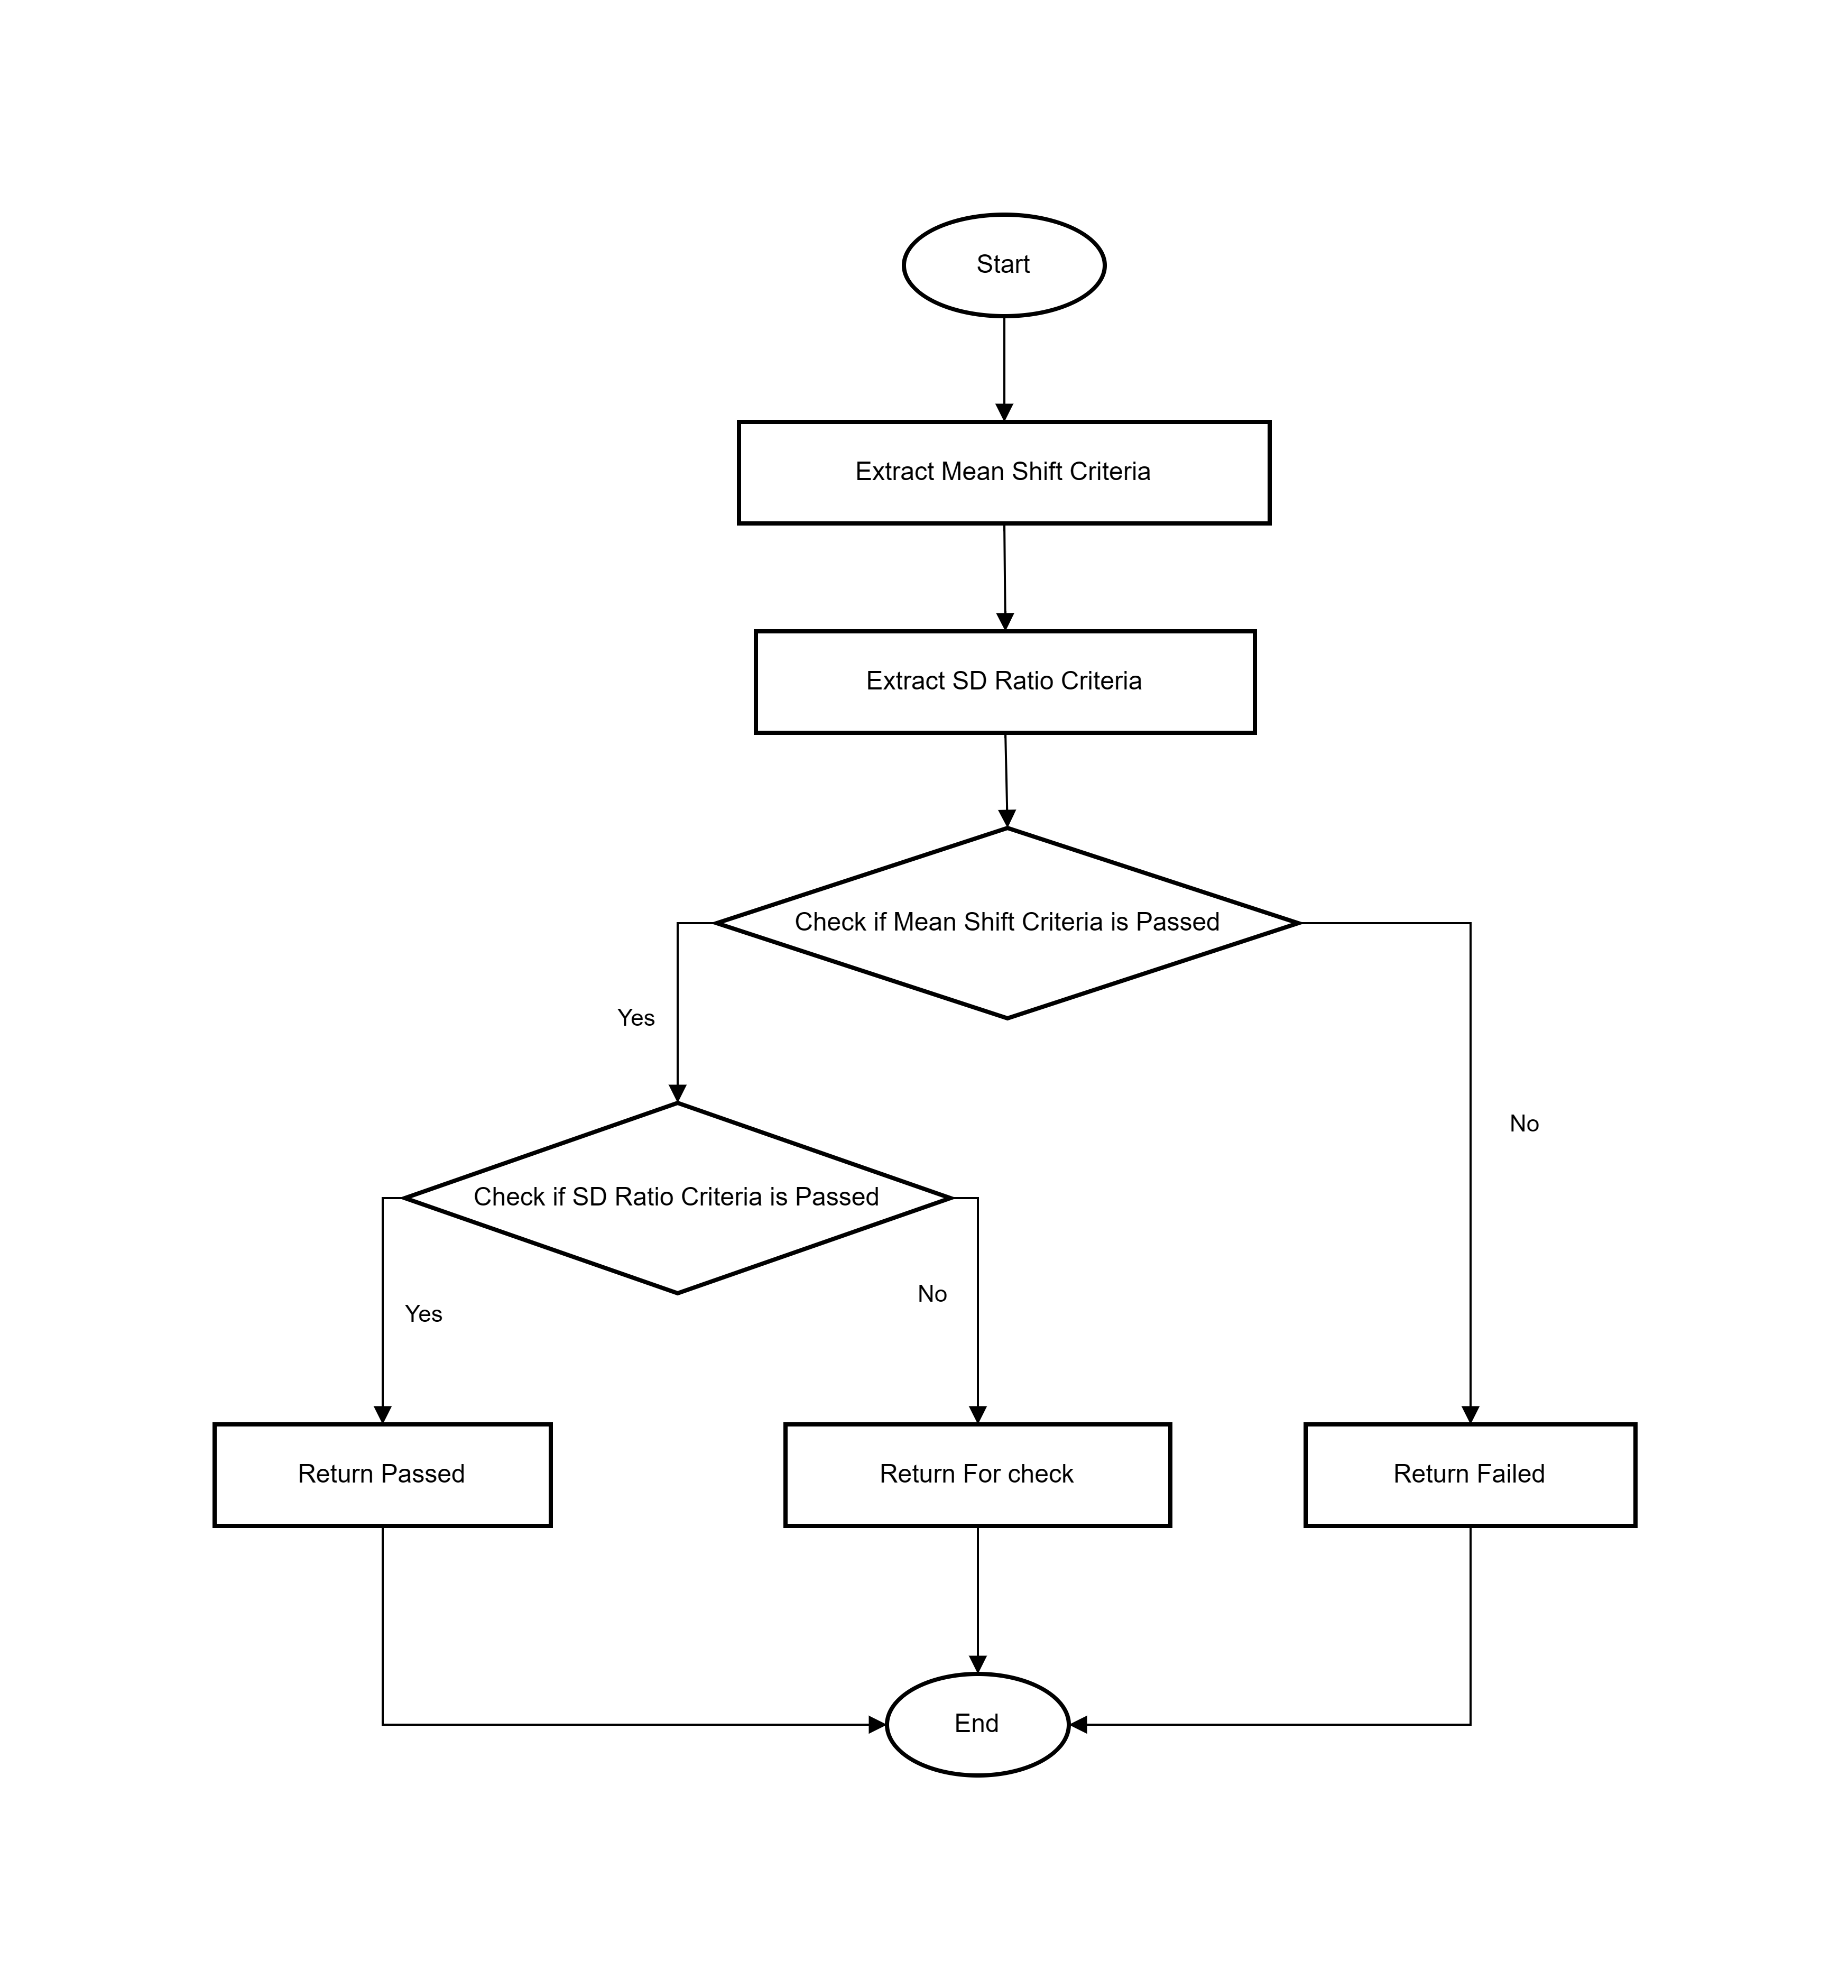 Start
Extract Mean Shift Criteria
Extract SD Ratio Criteria
Check if Mean Shift Criteria is Passed
Yes
No
Check if SD Ratio Criteria is Passed
Yes
No
Return Passed
Return For check
Return Failed
End